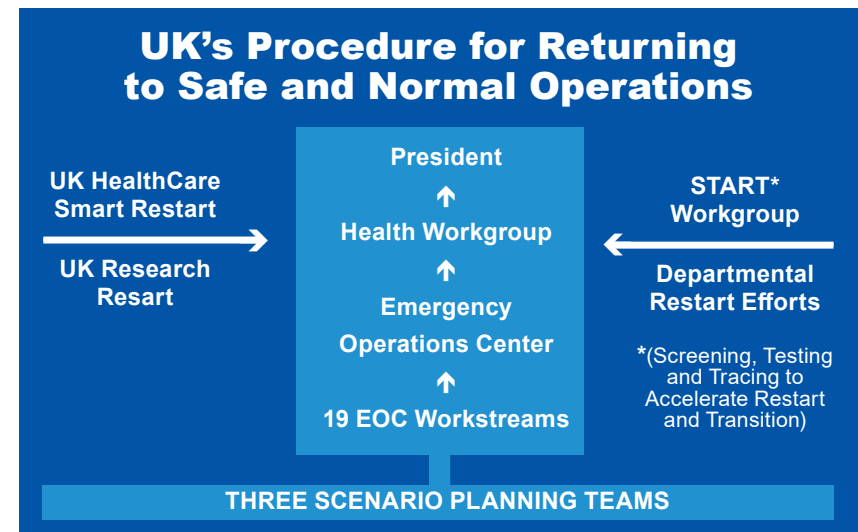 UK’s Procedure for Returning
to Safe and Normal Operations
UK HealthCare
Smart Restart
UK Research
Resart
President
Health Workgroup
Emergency
Operations Center
19 EOC Workstreams
START*
Workgroup
Departmental
Restart Efforts
*(Screening, Testing
and Tracing to
Accelerate Restart
and Transition)
THREE SCENARIO PLANNING TEAMS